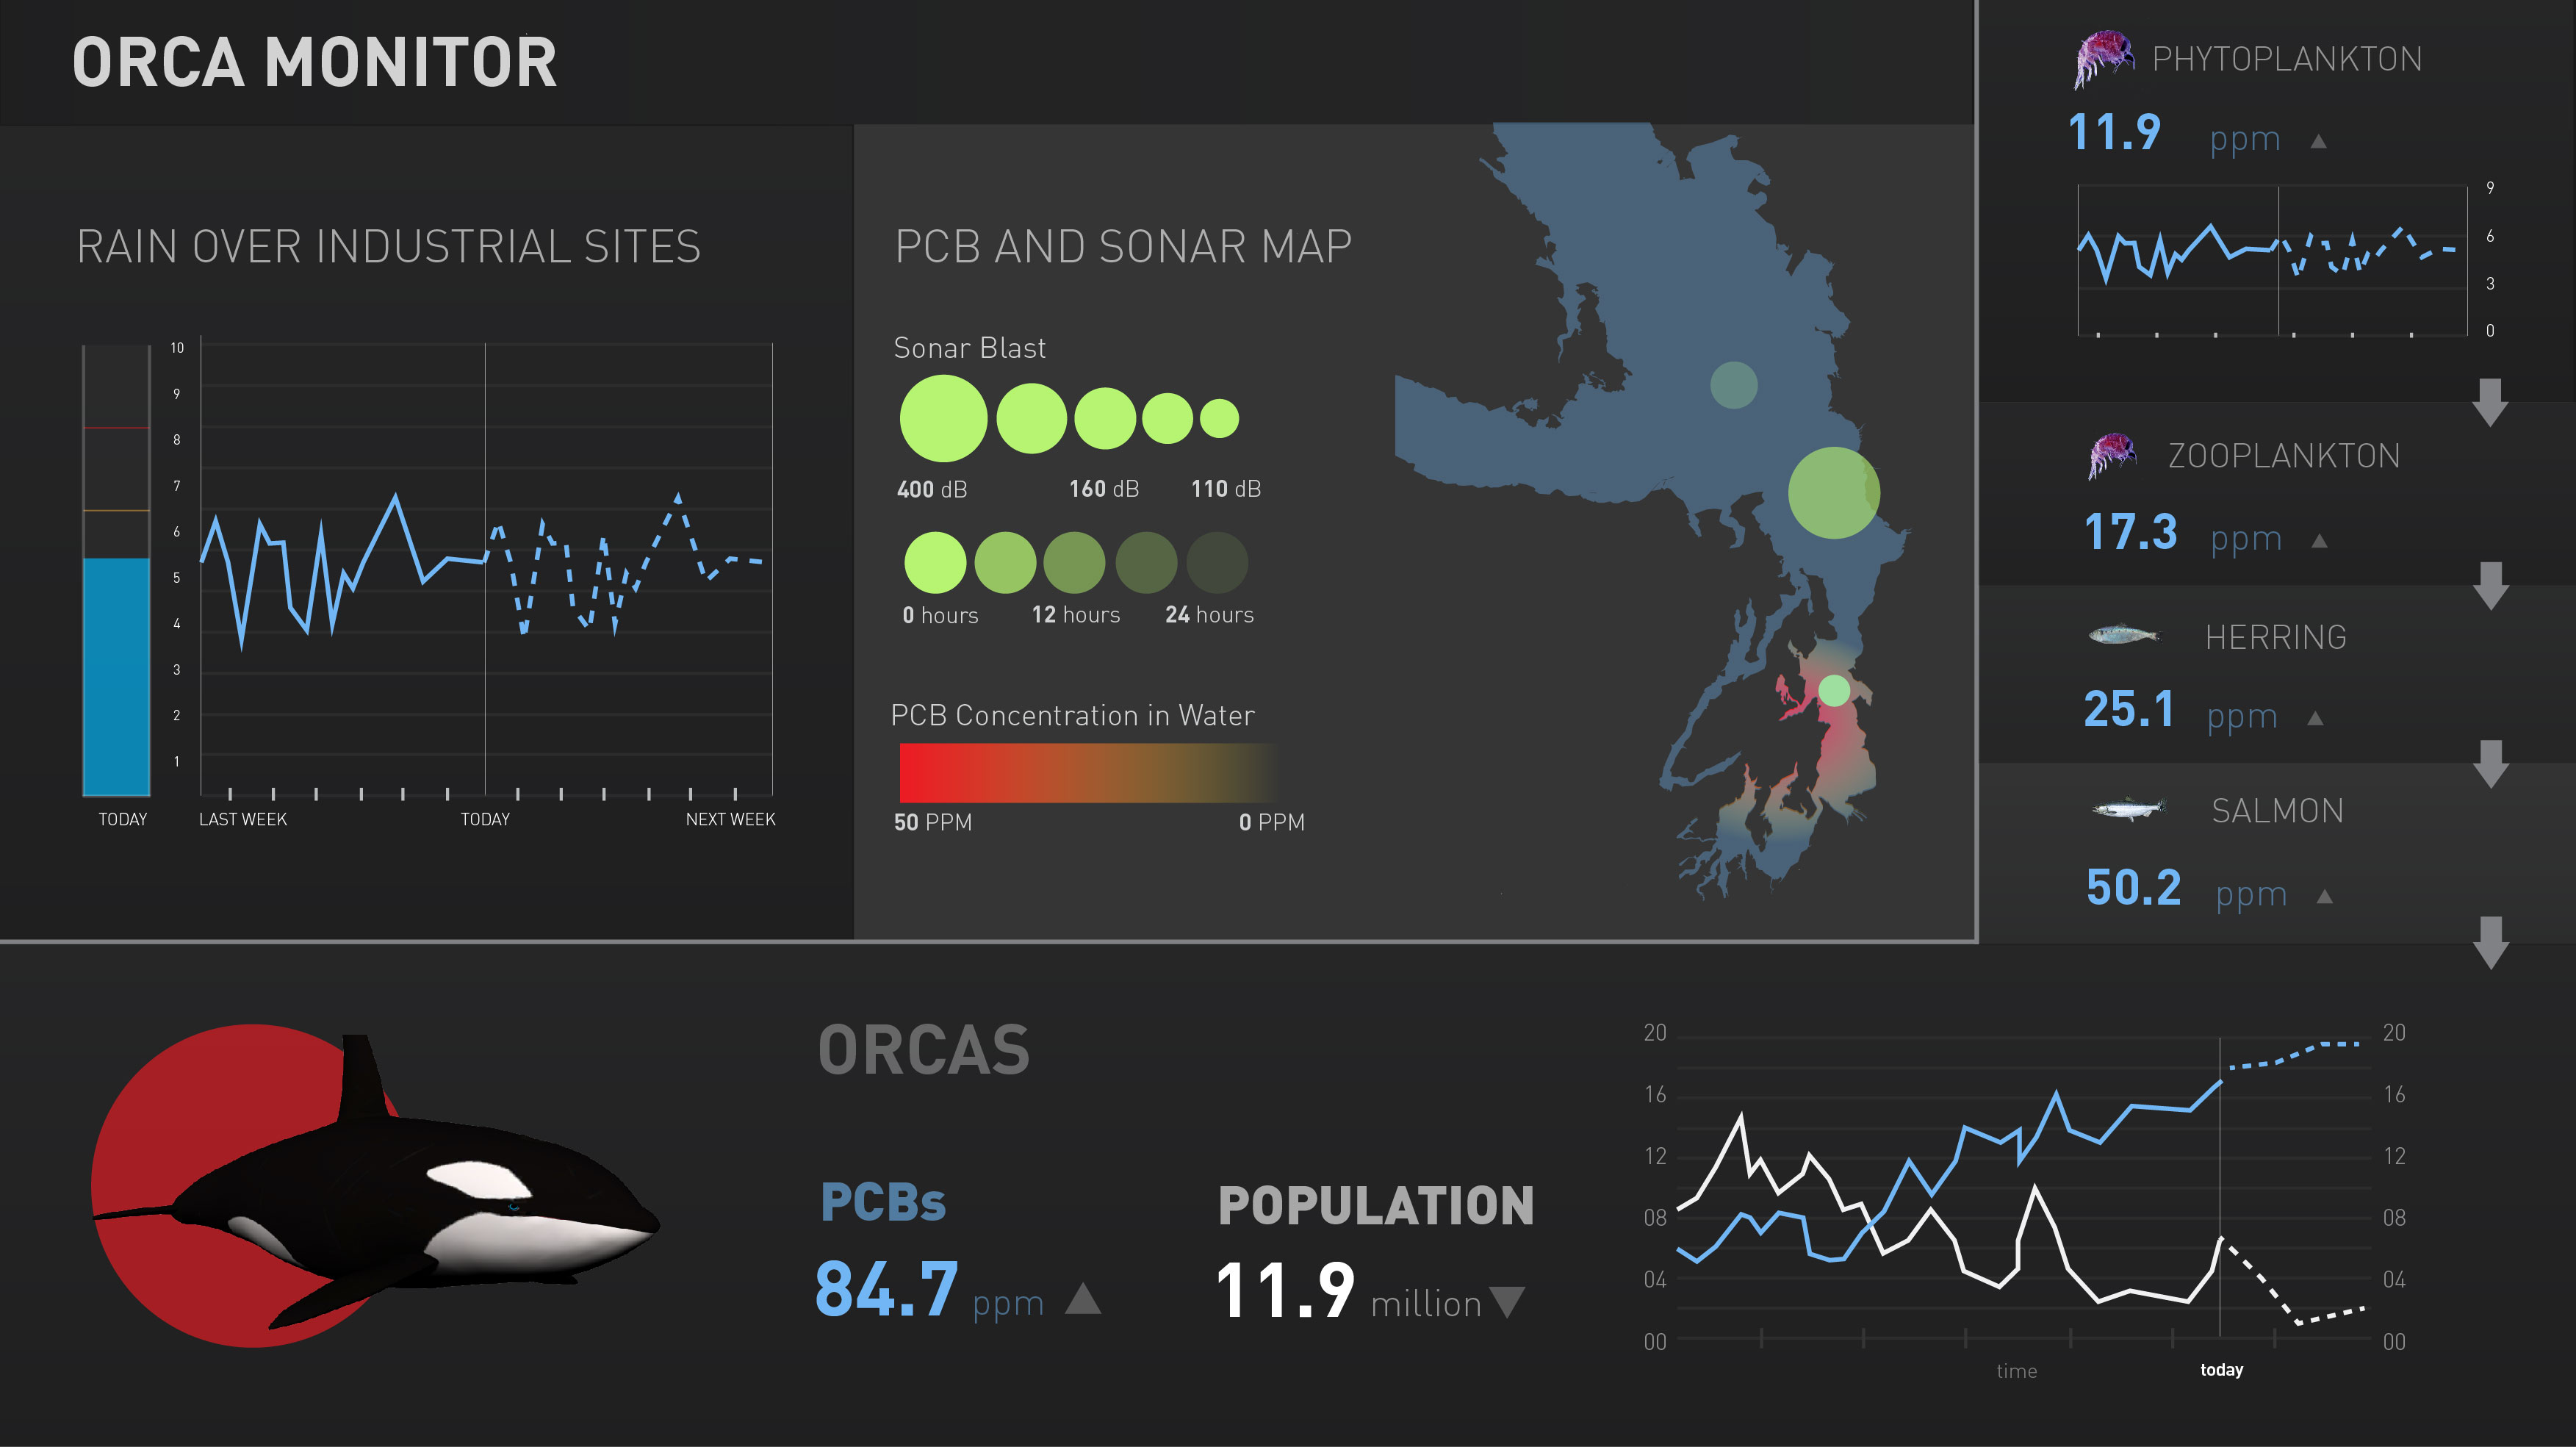 ORCA MONITOR
RAIN OVER INDUSTRIAL SITES
10
9
8
7
6
5
4
3
2
1
TODAY
LAST WEEK
TODAY
NEXT WEEK
PCB AND SONAR MAP
Sonar Blast
400 dB
160 dB
110 dB
0 hours
12 hours
24 hours
PCB Concentration in Water
50 PPM
0 PPM
PHYTOPLANKTON
11.9 ppm
9
6
3
0
ZOOPLANKTON
17.3 ppm
HERRING
25.1 ppm
SALMON
50.2 ppm
ORCAS
PCBs
84.7 ppm
POPULATION
11.9 million
20
16
12
08
04
00
20
16
12
08
04
00
time
today